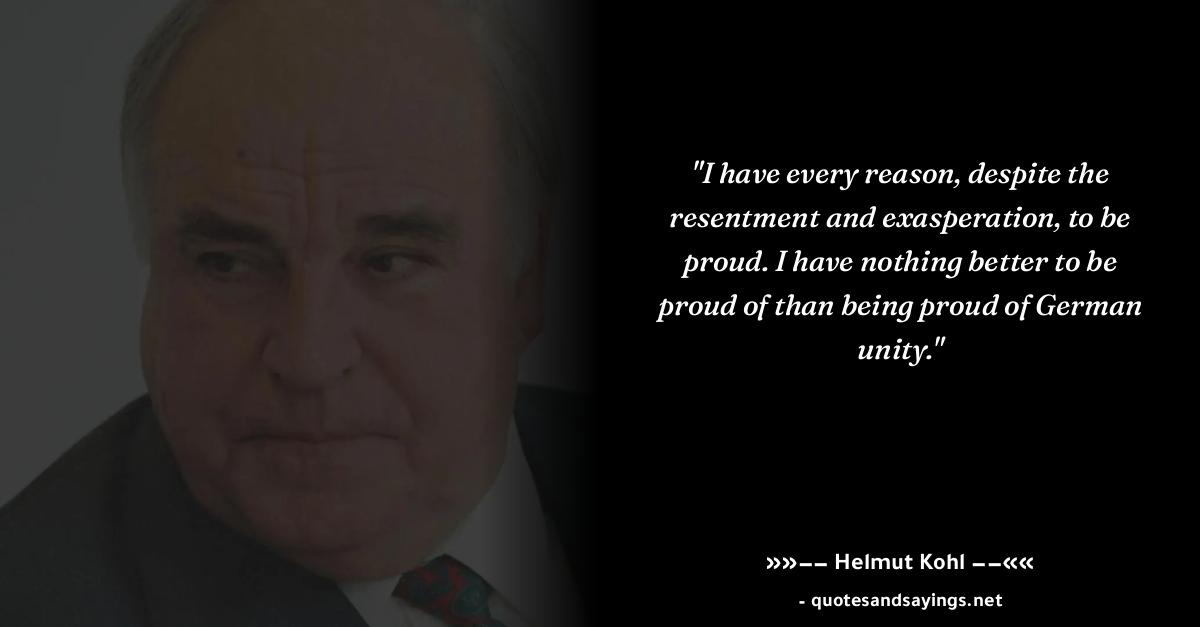 "I have every reason, despite the
resentment and exasperation, to be
proud. I have nothing better to be
proud of than being proud of German
unity."
»»–– Helmut Kohl ––««
- quotesandsayings.net